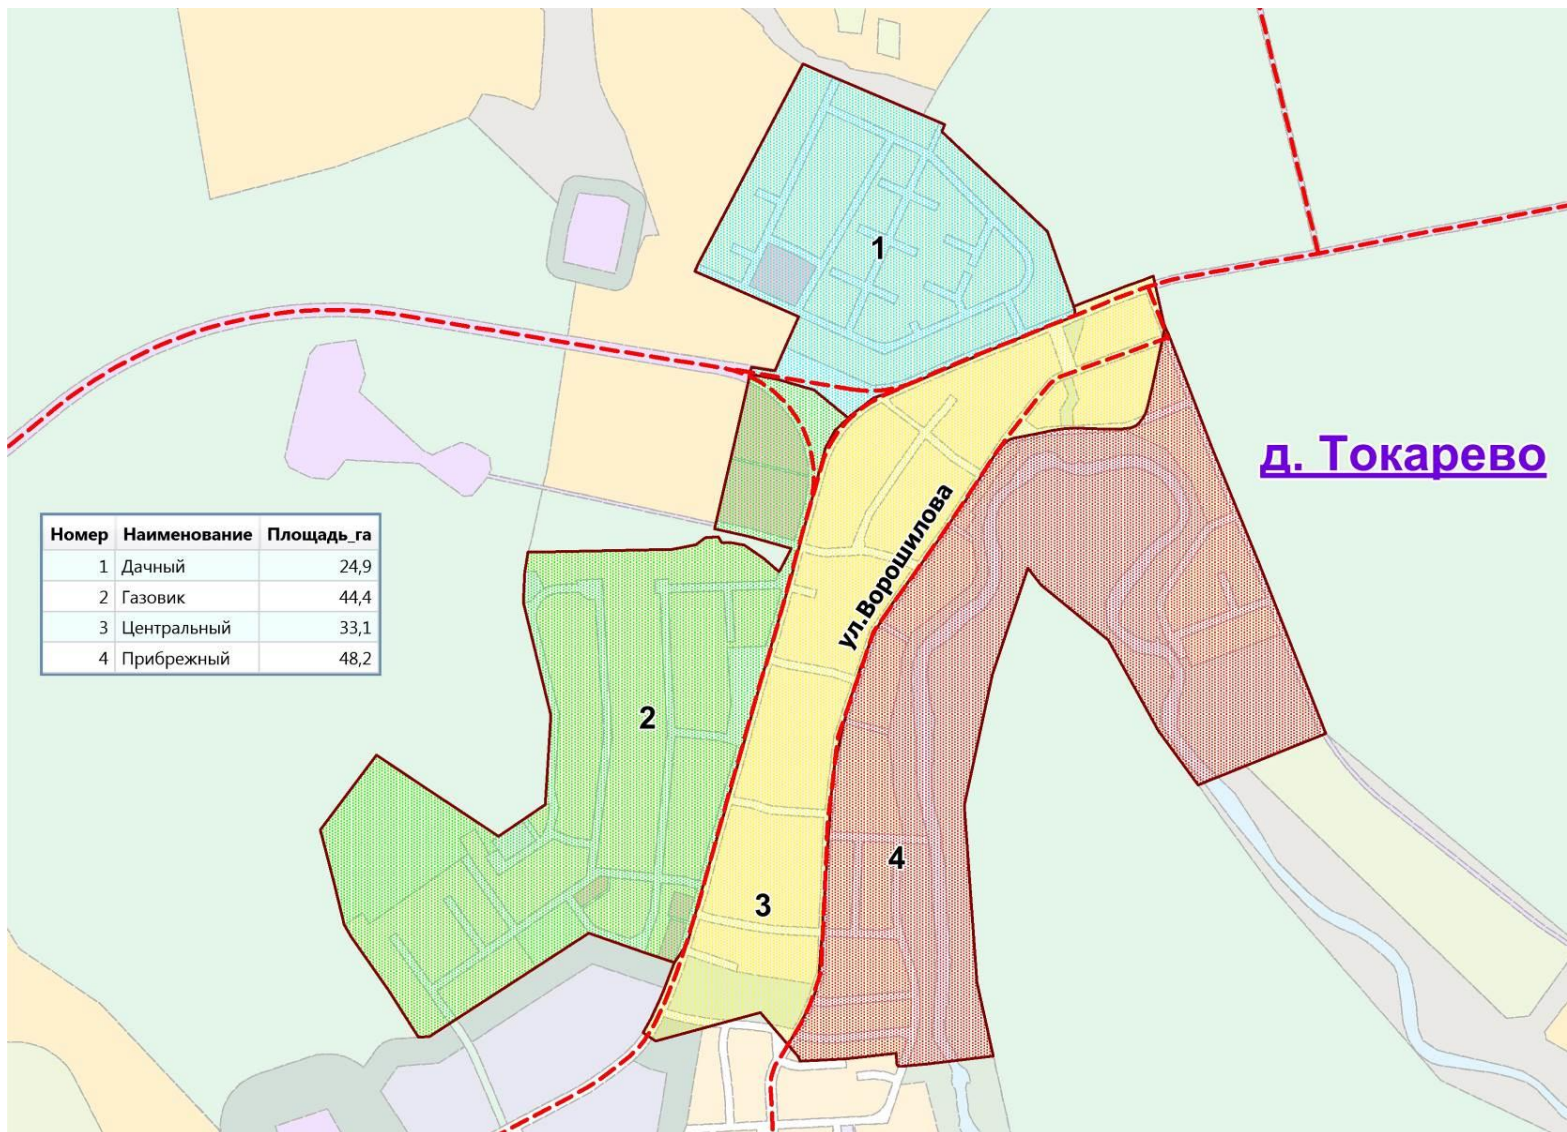 1
д. Токарево
ул.Ворошилова
Номер Наименование Площадь_га
1 Дачный 24,9
2 Газовик 44,4
3 Центральный 33,1
4 Прибрежный 48,2
2
4
3